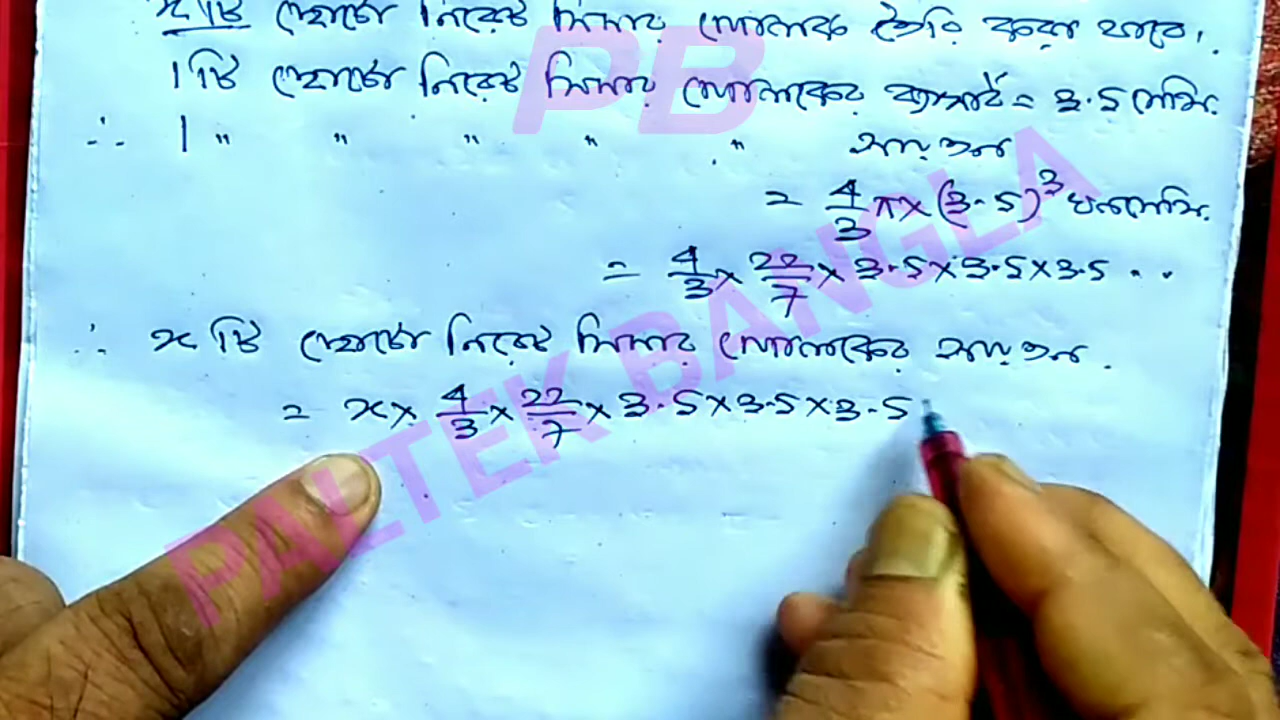 x টি ছোটো নিরেট সিসার গোলক তৈরি করা যাবে।
1টি ছোটো নিরেট সিসার গোলকের ব্যাসার্ধ = 3.5 সেমি.
∴ 1 " " " " " আয়তন
= 4/3 π × (3.5)³ ঘনসেমি.
= 4/3 × 22/7 × 3.5 × 3.5 × 3.5 ..
∴ x টি ছোটো নিরেট সিসার গোলকের আয়তন
= x × 4/3 × 22/7 × 3.5 × 3.5 × 3.5
PB
PALTEK BANGLA